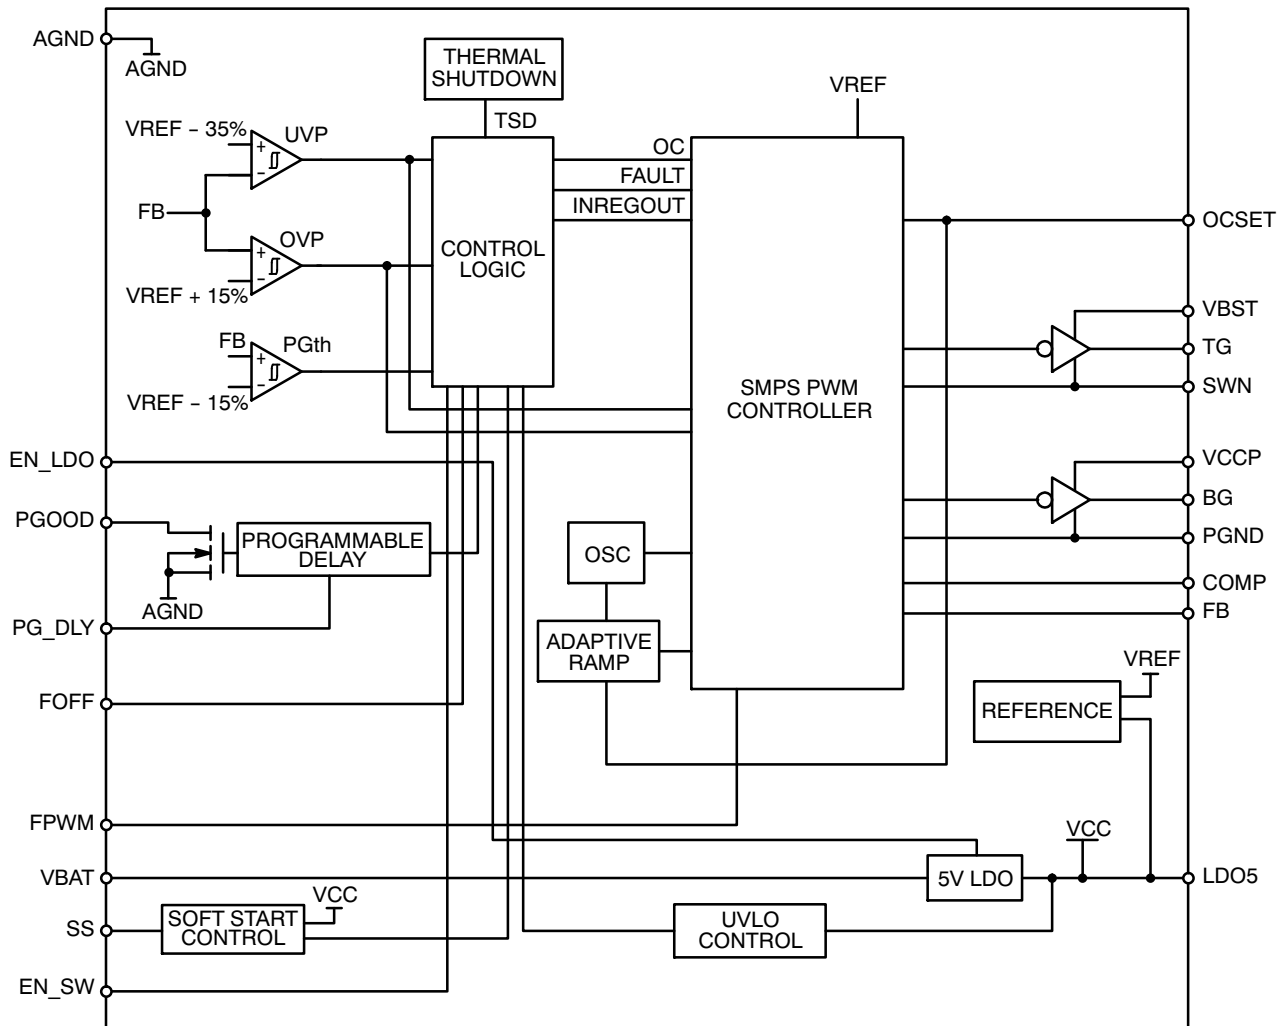 AGND
AGND
THERMAL
SHUTDOWN
TSD
VREF
VREF – 35%
UVP
+
–
FB
OVP
+
–
VREF + 15%
FB
PGth
+
–
VREF – 15%
CONTROL
LOGIC
OC
FAULT
INREGOUT
SMPS PWM
CONTROLLER
OCSET
VBST
TG
SWN
VCCP
BG
PGND
COMP
FB
EN_LDO
PGOOD
PROGRAMMABLE
DELAY
AGND
PG_DLY
OSC
ADAPTIVE
RAMP
VREF
REFERENCE
FOFF
FPWM
VCC
VBAT
5V LDO
LDO5
VCC
SS
SOFT START
CONTROL
UVLO
CONTROL
EN_SW